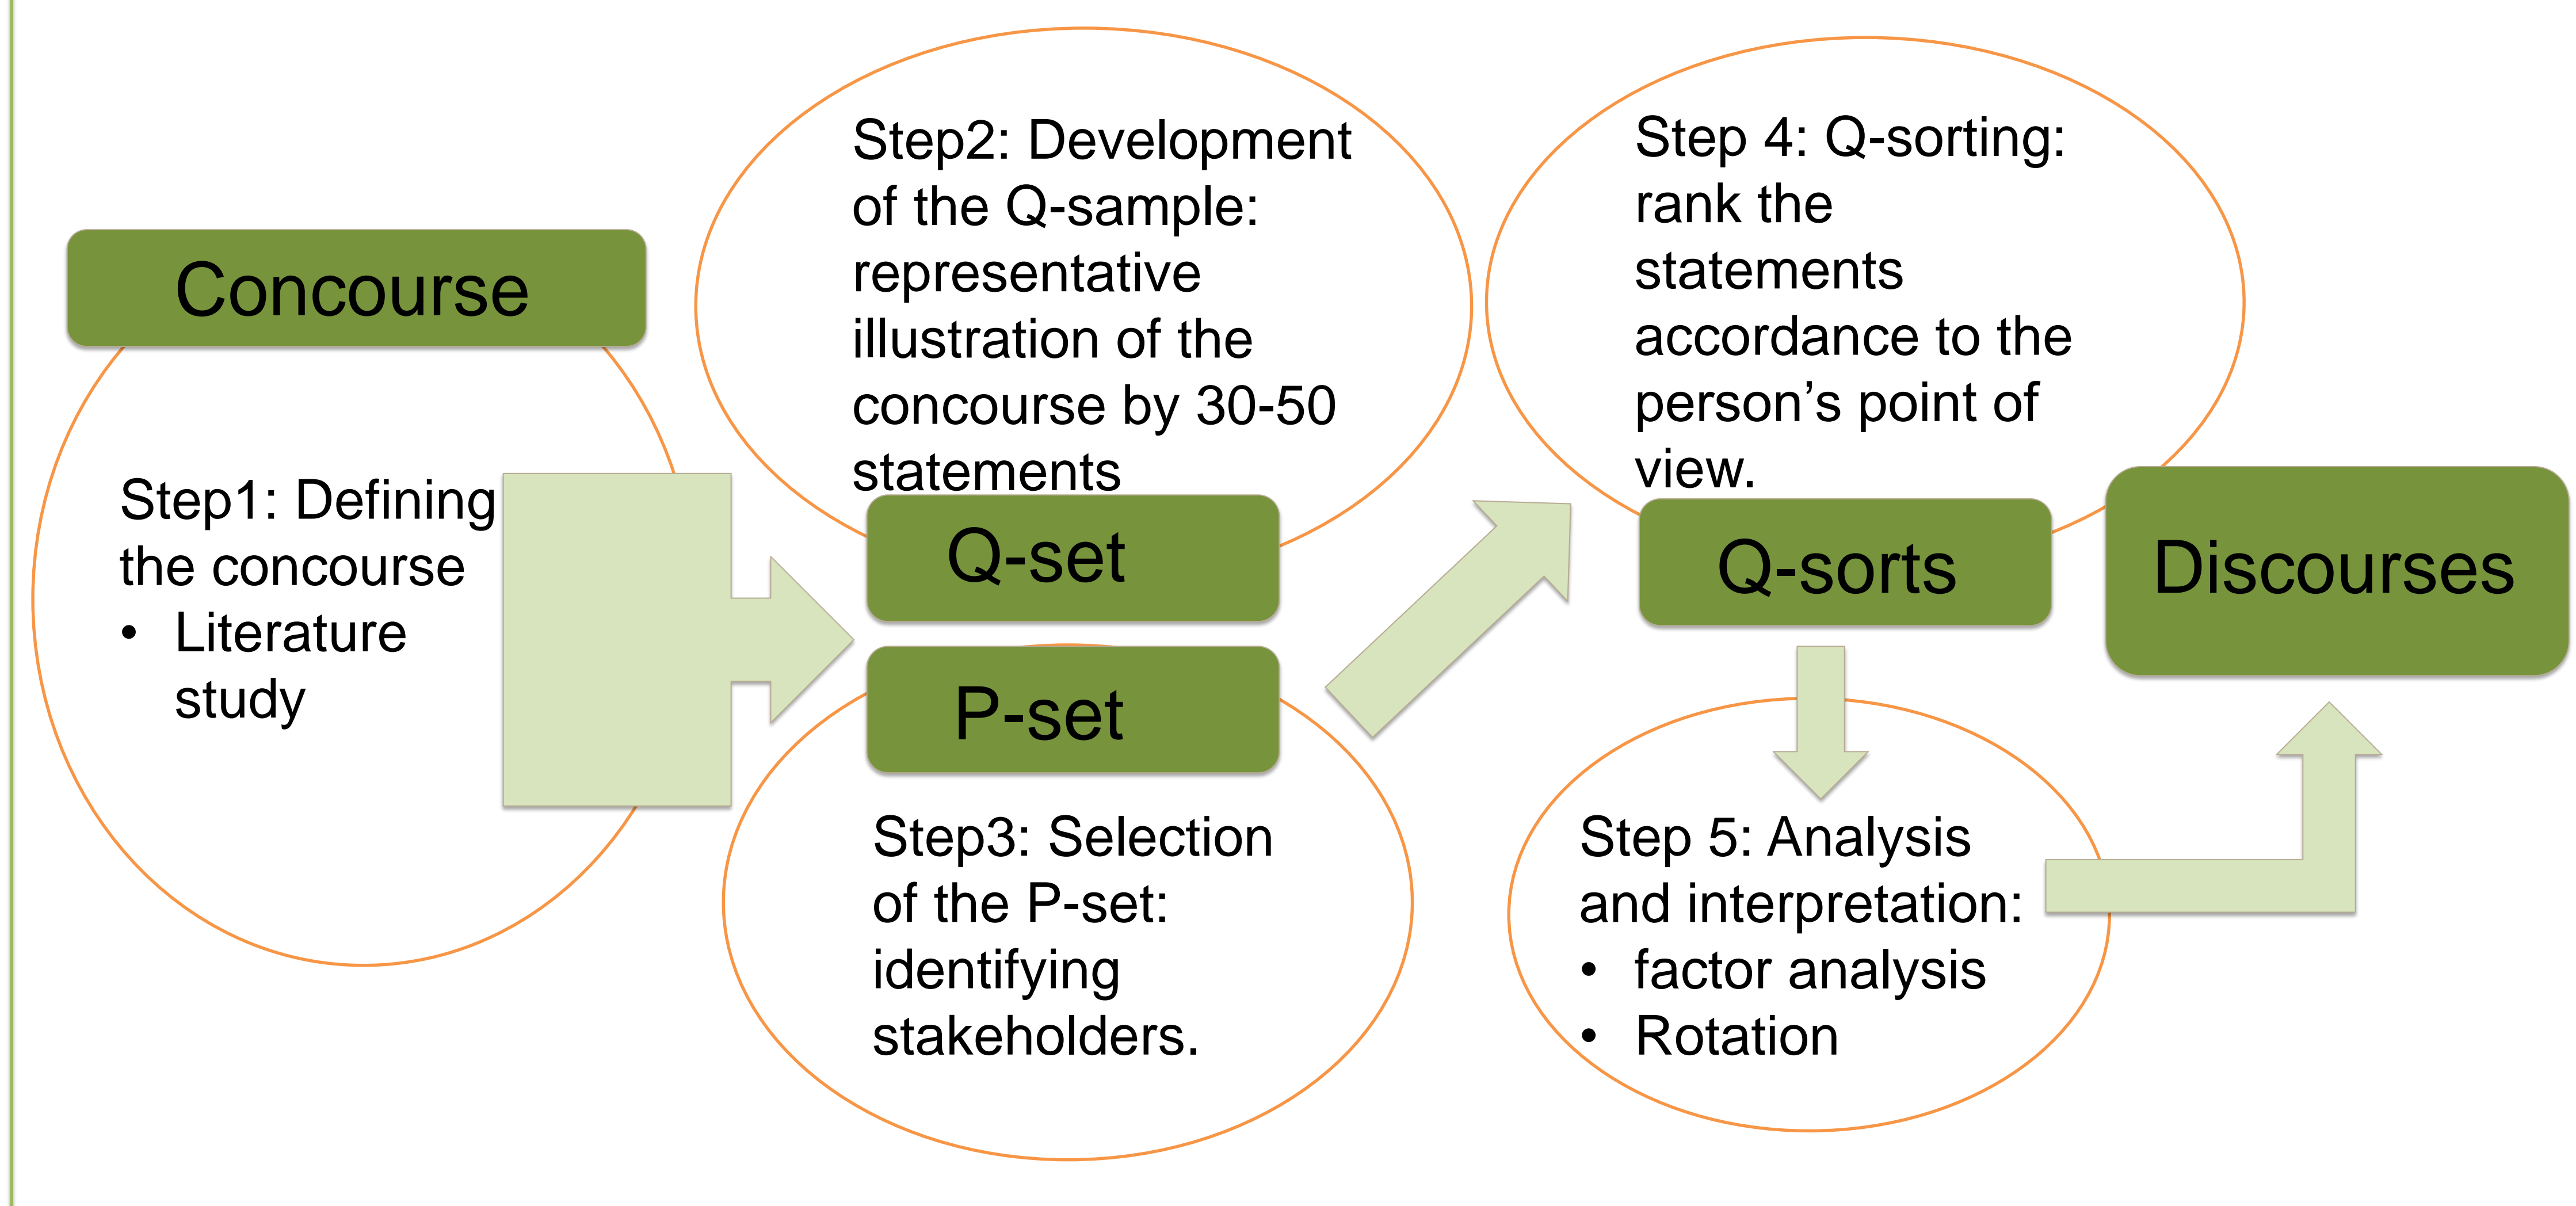 Concourse
Step1: Defining
the concourse
• Literature
study
Step2: Development
of the Q-sample:
representative
illustration of the
concourse by 30-50
statements
Q-set
P-set
Step3: Selection
of the P-set:
identifying
stakeholders.
Step 4: Q-sorting:
rank the
statements
accordance to the
person’s point of
view.
Q-sorts
Discourses
Step 5: Analysis
and interpretation:
• factor analysis
• Rotation